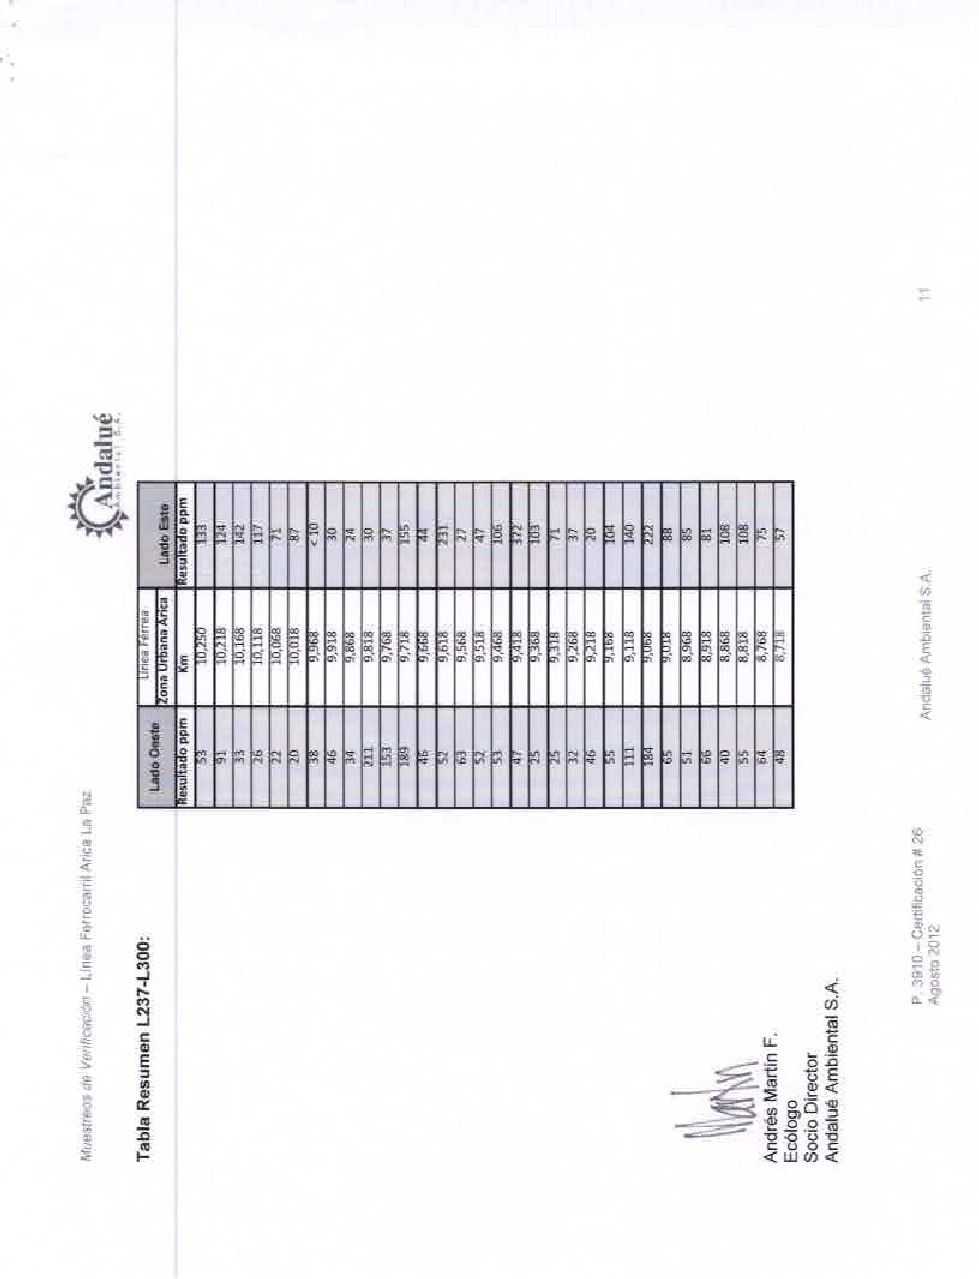 Muestreos de Verificación – Línea Ferrocarril Arica La Paz
Andalué
Ambiental S.A.
Tabla Resumen L237-L300:
Lado Oeste Línea Férrea Lado Este
Zona Urbana Arica
Resultado ppm Km Resultado ppm
53 10,250 133
91 10,218 124
33 10,168 142
26 10,118 117
22 10,068 71
20 10,018 87
38 9,968 <10
46 9,918 30
34 9,868 24
211 9,818 30
153 9,768 37
189 9,718 155
46 9,668 44
52 9,618 231
63 9,568 27
52 9,518 47
53 9,468 106
47 9,418 372
25 9,368 103
25 9,318 71
32 9,268 37
46 9,218 20
55 9,168 104
111 9,118 140
184 9,068 222
65 9,018 88
51 8,968 85
66 8,918 81
40 8,868 108
55 8,818 108
64 8,768 75
48 8,718 57
Andrés Martin F.
Ecólogo
Socio Director
Andalué Ambiental S.A.
P. 3910 – Certificación # 26 Andalué Ambiental S.A. 11
Agosto 2012